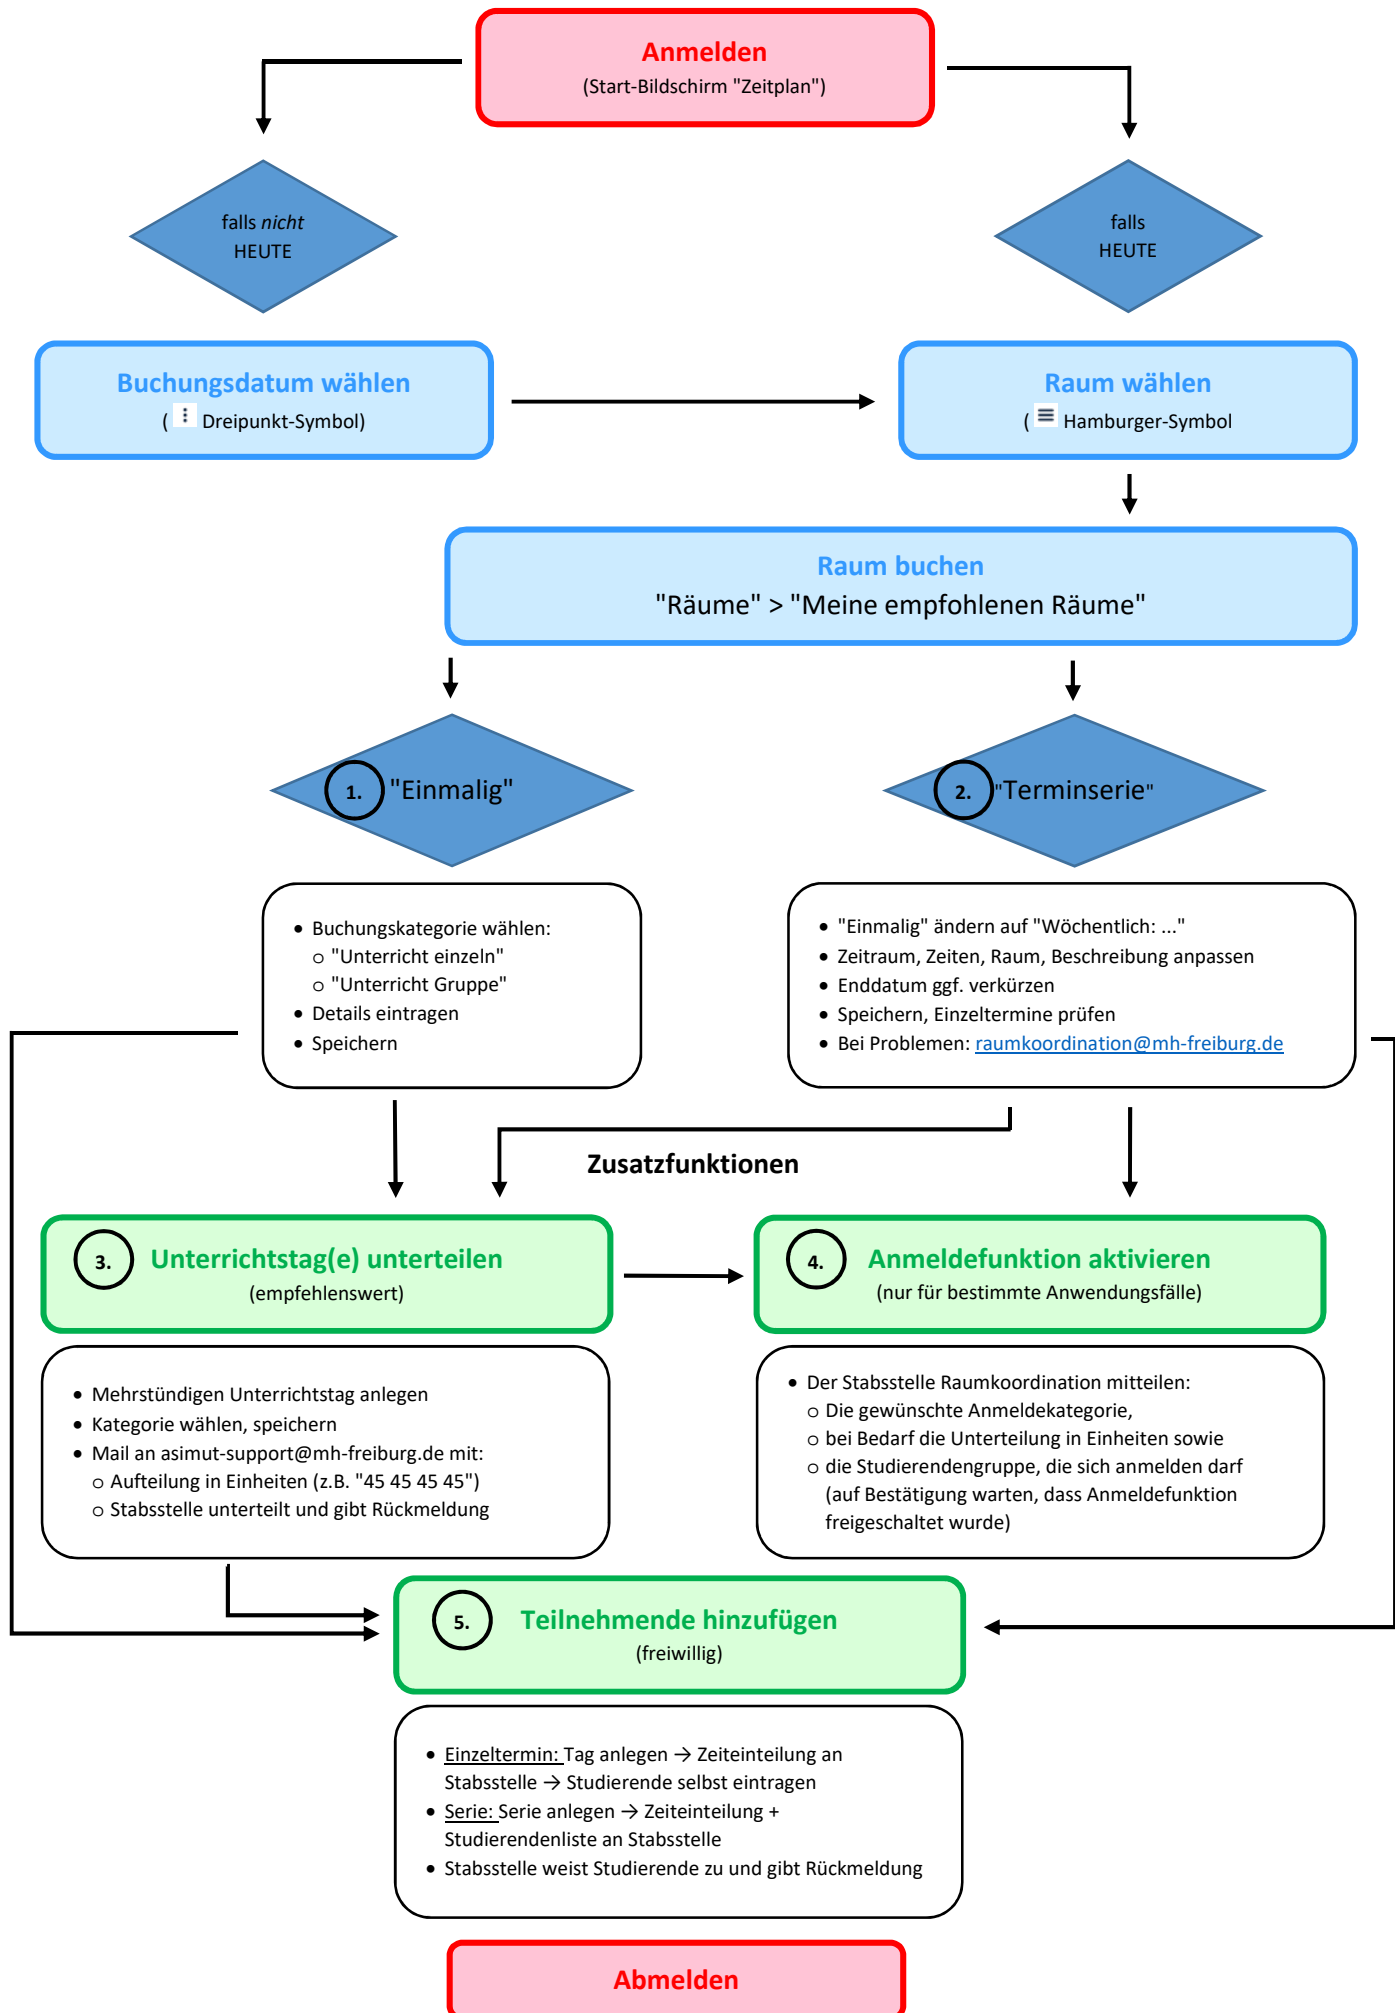 Anmelden
(Start-Bildschirm "Zeitplan")
falls nicht
HEUTE
falls
HEUTE
Buchungsdatum wählen
( ⋮ Dreipunkt-Symbol)
Raum wählen
( ≡ Hamburger-Symbol
Raum buchen
"Räume" > "Meine empfohlenen Räume"
1. "Einmalig"
2. "Terminserie"
• Buchungskategorie wählen:
o "Unterricht einzeln"
o "Unterricht Gruppe"
• Details eintragen
• Speichern
• "Einmalig" ändern auf "Wöchentlich: ..."
• Zeitraum, Zeiten, Raum, Beschreibung anpassen
• Enddatum ggf. verkürzen
• Speichern, Einzeltermine prüfen
• Bei Problemen: raumkoordination@mh-freiburg.de
Zusatzfunktionen
3. Unterrichtstag(e) unterteilen
(empfehlenswert)
4. Anmeldefunktion aktivieren
(nur für bestimmte Anwendungsfälle)
• Mehrstündigen Unterrichtstag anlegen
• Kategorie wählen, speichern
• Mail an asimut-support@mh-freiburg.de mit:
o Aufteilung in Einheiten (z.B. "45 45 45 45")
o Stabsstelle unterteilt und gibt Rückmeldung
• Der Stabsstelle Raumkoordination mitteilen:
o Die gewünschte Anmeldekategorie,
o bei Bedarf die Unterteilung in Einheiten sowie
o die Studierendengruppe, die sich anmelden darf
(auf Bestätigung warten, dass Anmeldefunktion
freigeschaltet wurde)
5. Teilnehmende hinzufügen
(freiwillig)
• Einzeltermin: Tag anlegen → Zeiteinteilung an
Stabsstelle → Studierende selbst eintragen
• Serie: Serie anlegen → Zeiteinteilung +
Studierendenliste an Stabsstelle
• Stabsstelle weist Studierende zu und gibt Rückmeldung
Abmelden